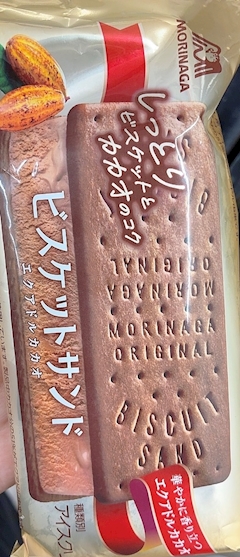 MORINAGA
しっとり
ビスケットと
カカオのコク
ビスケットサンド
エクアドルカカオ
MORINAGA
ORIGINAL
MORINAGA
ORIGINAL
BISCUIT
SAND
華やかに香り立つ
エクアドルカカオ
種類別
アイスク